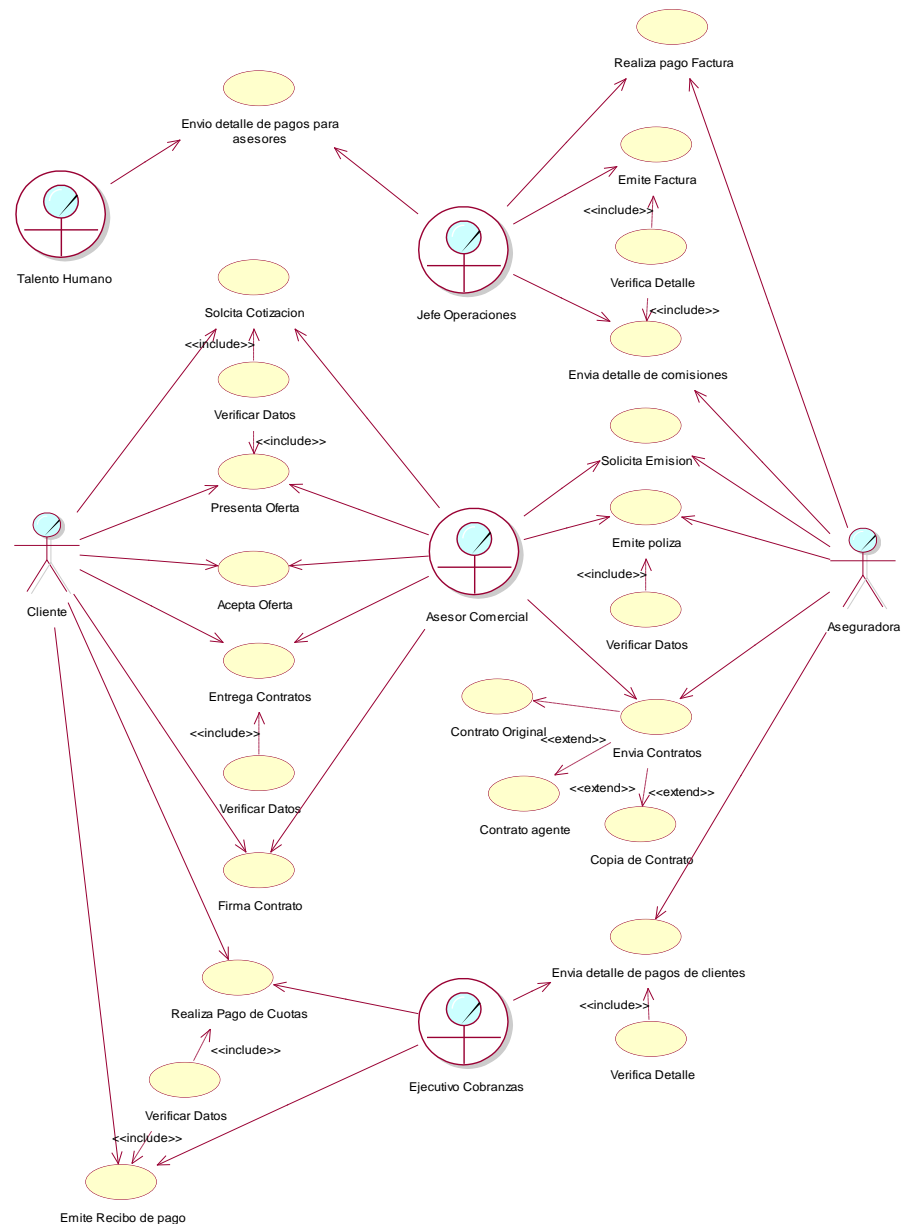 Realiza pago Factura
Envio detalle de pagos para
asesores
Emite Factura
<<include>>
Talento Humano
Verifica Detalle
Jefe Operaciones
<<include>>
Solcita Cotizacion
<<include>>
Envia detalle de comisiones
Verificar Datos
<<include>>
Solicita Emision
Presenta Oferta
Emite poliza
<<include>>
Acepta Oferta
Cliente
Asesor Comercial
Aseguradora
Verificar Datos
Entrega Contratos
<<include>>
Contrato Original
<<extend>>
Envia Contratos
<<extend>>
<<extend>>
Verificar Datos
Contrato agente
Copia de Contrato
Firma Contrato
Envia detalle de pagos de clientes
<<include>>
Realiza Pago de Cuotas
<<include>>
Verifica Detalle
Ejecutivo Cobranzas
Verificar Datos
<<include>>
Emite Recibo de pago